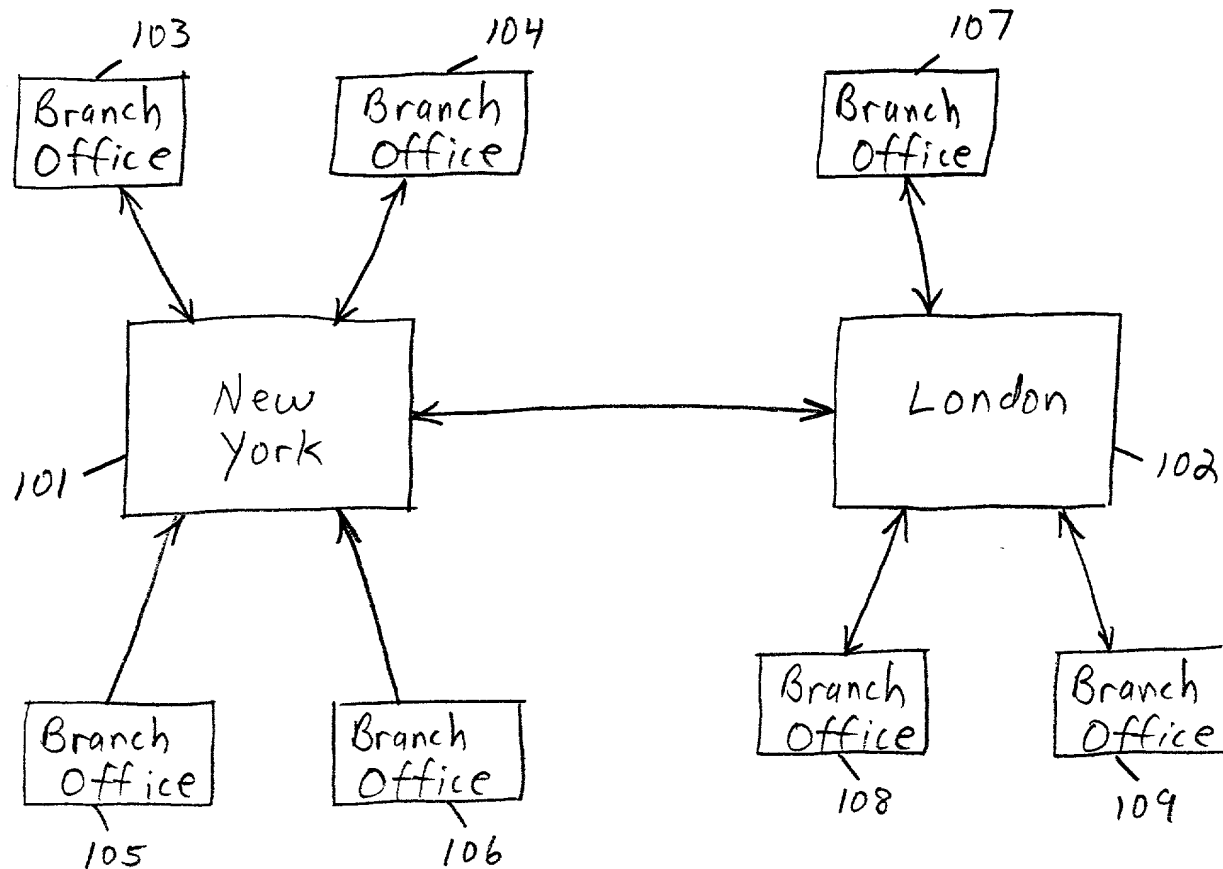 103
104
107
Branch
Office
Branch
Office
Branch
Office
New
York
London
101
102
Branch
Office
Branch
Office
Branch
Office
Branch
Office
105
106
108
109